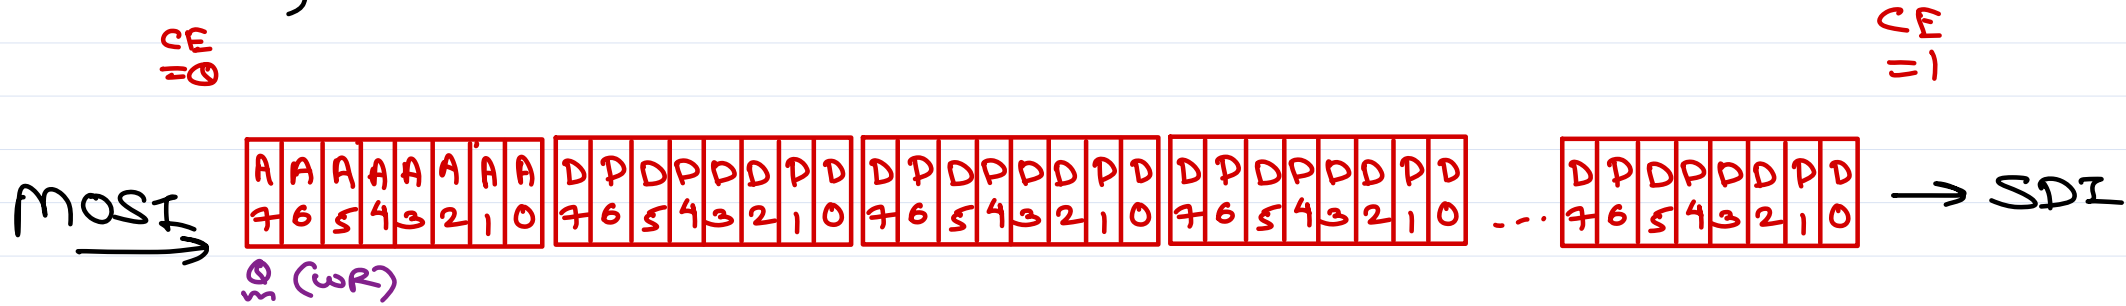 CE CE
=0 =1
A A A A A A A A D D D D D D D D D D D D D D D D D D D D D D D D D D D D D D D D
MOSI 7 6 5 4 3 2 1 0 7 6 5 4 3 2 1 0 7 6 5 4 3 2 1 0 7 6 5 4 3 2 1 0 .... 7 6 5 4 3 2 1 0 → SDI
0 (WR)